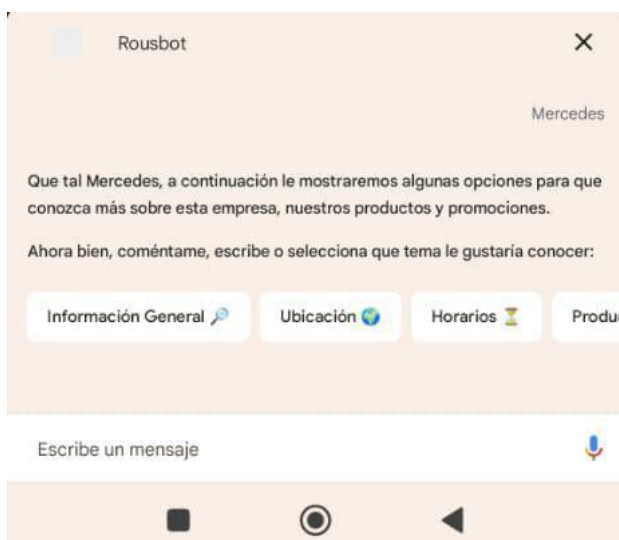 Rousbot
Mercedes
Que tal Mercedes, a continuación le mostraremos algunas opciones para que
conozca más sobre esta empresa, nuestros productos y promociones.
Ahora bien, coméntame, escribe o selecciona que tema le gustaría conocer:
Información General 🔎 Ubicación 🌍 Horarios ⏳ Produ
Escribe un mensaje